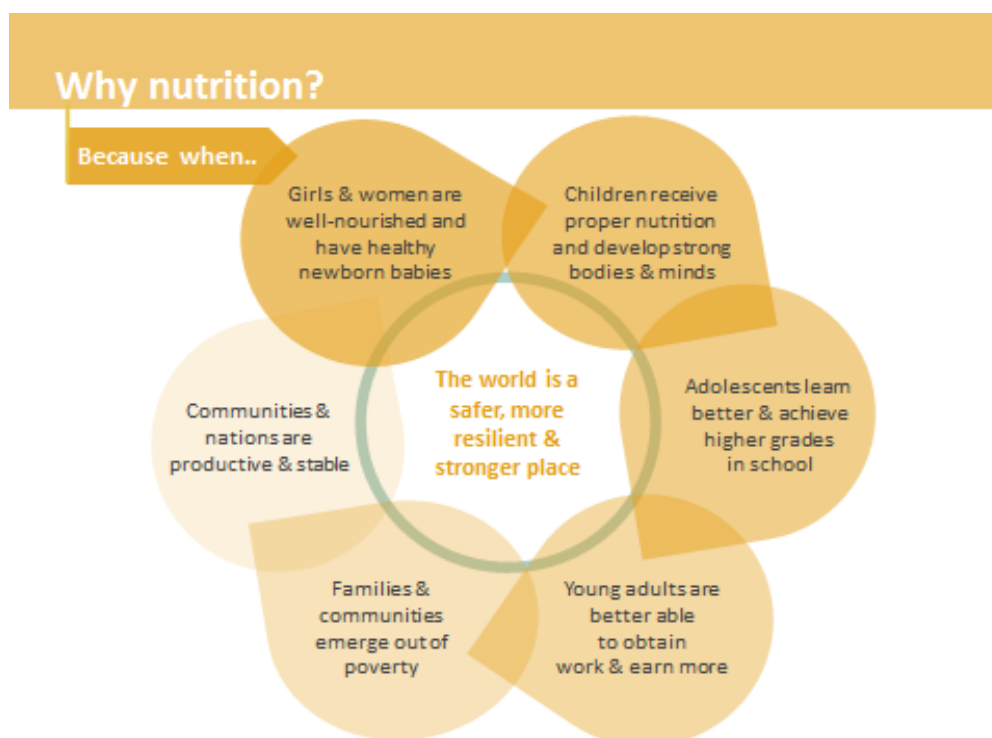 Why nutrition?
Because when..
Girls & women are
well-nourished and
have healthy
newborn babies
Children receive
proper nutrition
and develop strong
bodies & minds
Adolescents learn
better & achieve
higher grades
in school
Young adults are
better able
to obtain
work & earn more
Families &
communities
emerge out of
poverty
Communities &
nations are
productive & stable
The world is a
safer, more
resilient &
stronger place